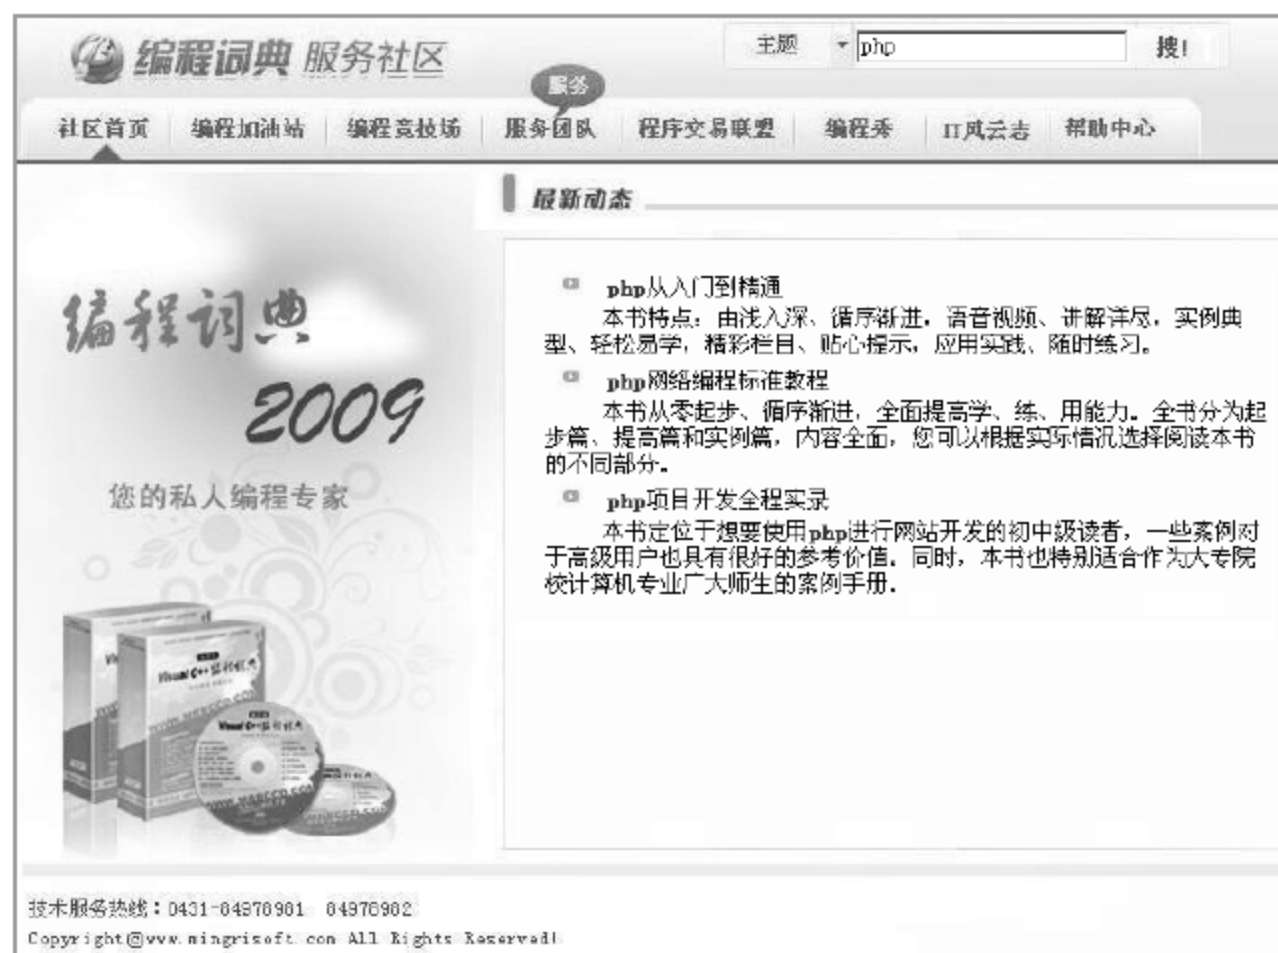 编程词典 服务社区
主题 php 搜!
服务
社区首页 编程加油站 编程竞技场 服务团队 程序交易联盟 编程秀 IT风云志 帮助中心
最新动态
编程词典
2009
您的私人编程专家
php从入门到精通
本书特点：由浅入深、循序渐进，语音视频、讲解详尽，实例典
型、轻松易学，精彩栏目、贴心提示，应用实践、随时练习。
php网络编程标准教程
本书从零起步、循序渐进，全面提高学、练、用能力。全书分为起
步篇、提高篇和实例篇，内容全面，您可以根据实际情况选择阅读本书
的不同部分。
php项目开发全程实录
本书定位于想要使用php进行网站开发的初中级读者，一些案例对
于高级用户也具有很好的参考价值。同时，本书也特别适合作为大专院
校计算机专业广大师生的案例手册.
Visual C++编程词典
Visual C++编程词典
技术服务热线：0431-84978981 84978982
Copyright@www.mingrisoft.com All Rights Reserved!